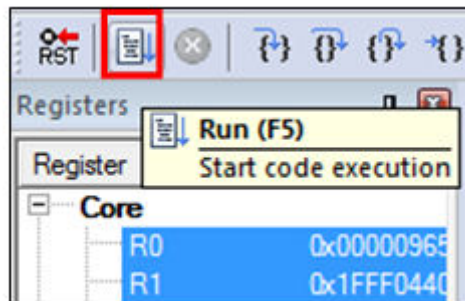 RST
Registers
Run (F5)
Register
Start code execution
Core
R0 0x00000965
R1 0x1FFF0440